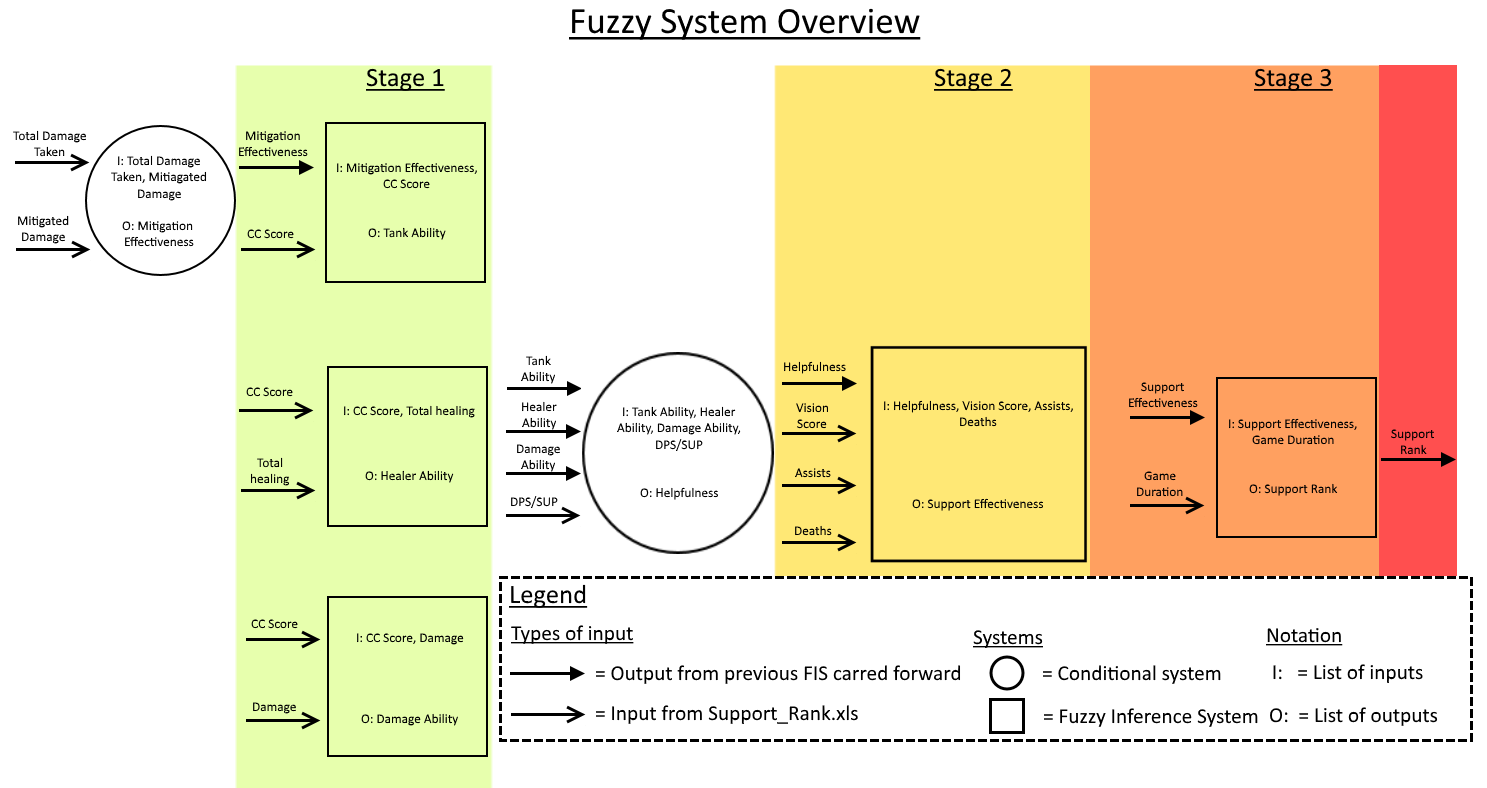 Fuzzy System Overview
Stage 1
Stage 2
Stage 3
Total Damage
Taken
Mitigated
Damage
I: Total Damage
Taken, Mitiagated
Damage
O: Mitigation
Effectiveness
Mitigation
Effectiveness
CC Score
I: Mitigation Effectiveness,
CC Score
O: Tank Ability
CC Score
Total
healing
I: CC Score, Total healing
O: Healer Ability
CC Score
Damage
I: CC Score, Damage
O: Damage Ability
Tank
Ability
Healer
Ability
Damage
Ability
DPS/SUP
I: Tank Ability, Healer
Ability, Damage Ability,
DPS/SUP
O: Helpfulness
Helpfulness
Vision
Score
Assists
Deaths
I: Helpfulness, Vision Score, Assists,
Deaths
O: Support Effectiveness
Support
Effectiveness
Game
Duration
I: Support Effectiveness,
Game Duration
O: Support Rank
Support
Rank
Legend
Types of input
= Output from previous FIS carred forward
= Input from Support_Rank.xls
Systems
= Conditional system
= Fuzzy Inference System
Notation
I: = List of inputs
O: = List of outputs